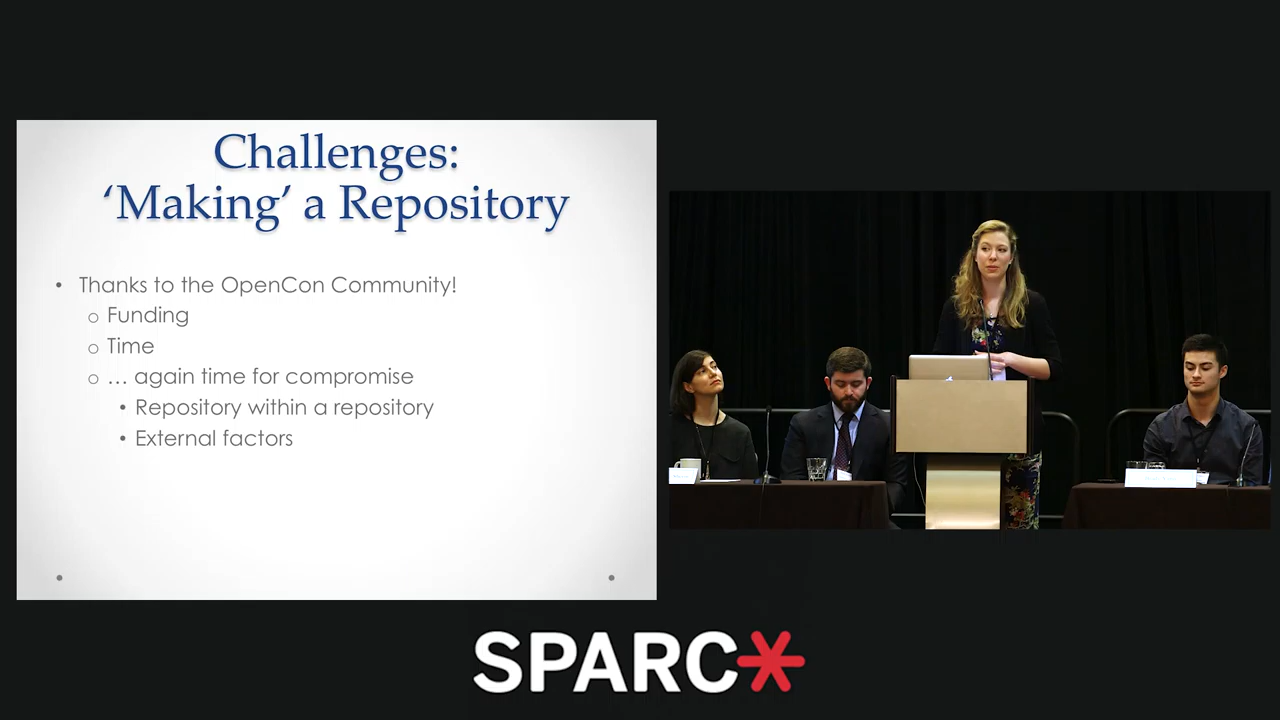 Challenges:
‘Making’ a Repository
• Thanks to the OpenCon Community!
o Funding
o Time
o … again time for compromise
• Repository within a repository
• External factors
SPARC*